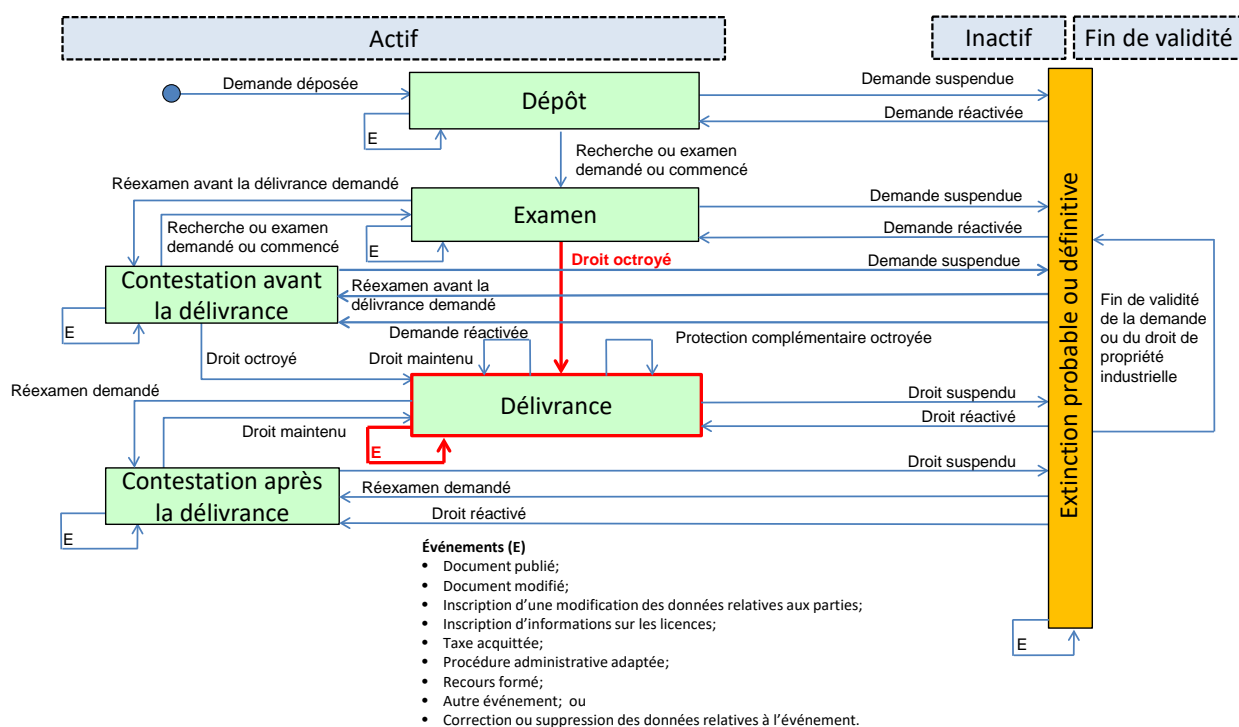 Actif
Inactif
Fin de validité
Demande déposée
Dépôt
Demande suspendue
Demande réactivée
E
Recherche ou examen
demandé ou commencé
Réexamen avant la délivrance demandé
Examen
Demande suspendue
Demande réactivée
Recherche ou examen
demandé ou commencé
E
Droit octroyé
Demande suspendue
Contestation avant
la délivrance
Réexamen avant la
délivrance demandé
E
Demande réactivée
Protection complémentaire octroyée
Droit octroyé
Droit maintenu
Fin de validité
de la demande
ou du droit de
propriété
industrielle
Extinction probable ou définitive
Réexamen demandé
Délivrance
Droit suspendu
Droit réactivé
Droit maintenu
E
Droit suspendu
Contestation après
la délivrance
Réexamen demandé
Droit réactivé
E
Événements (E)
• Document publié;
• Document modifié;
• Inscription d’une modification des données relatives aux parties;
• Inscription d’informations sur les licences;
• Taxe acquittée;
• Procédure administrative adaptée;
• Recours formé;
• Autre événement; ou
• Correction ou suppression des données relatives à l’événement.
E